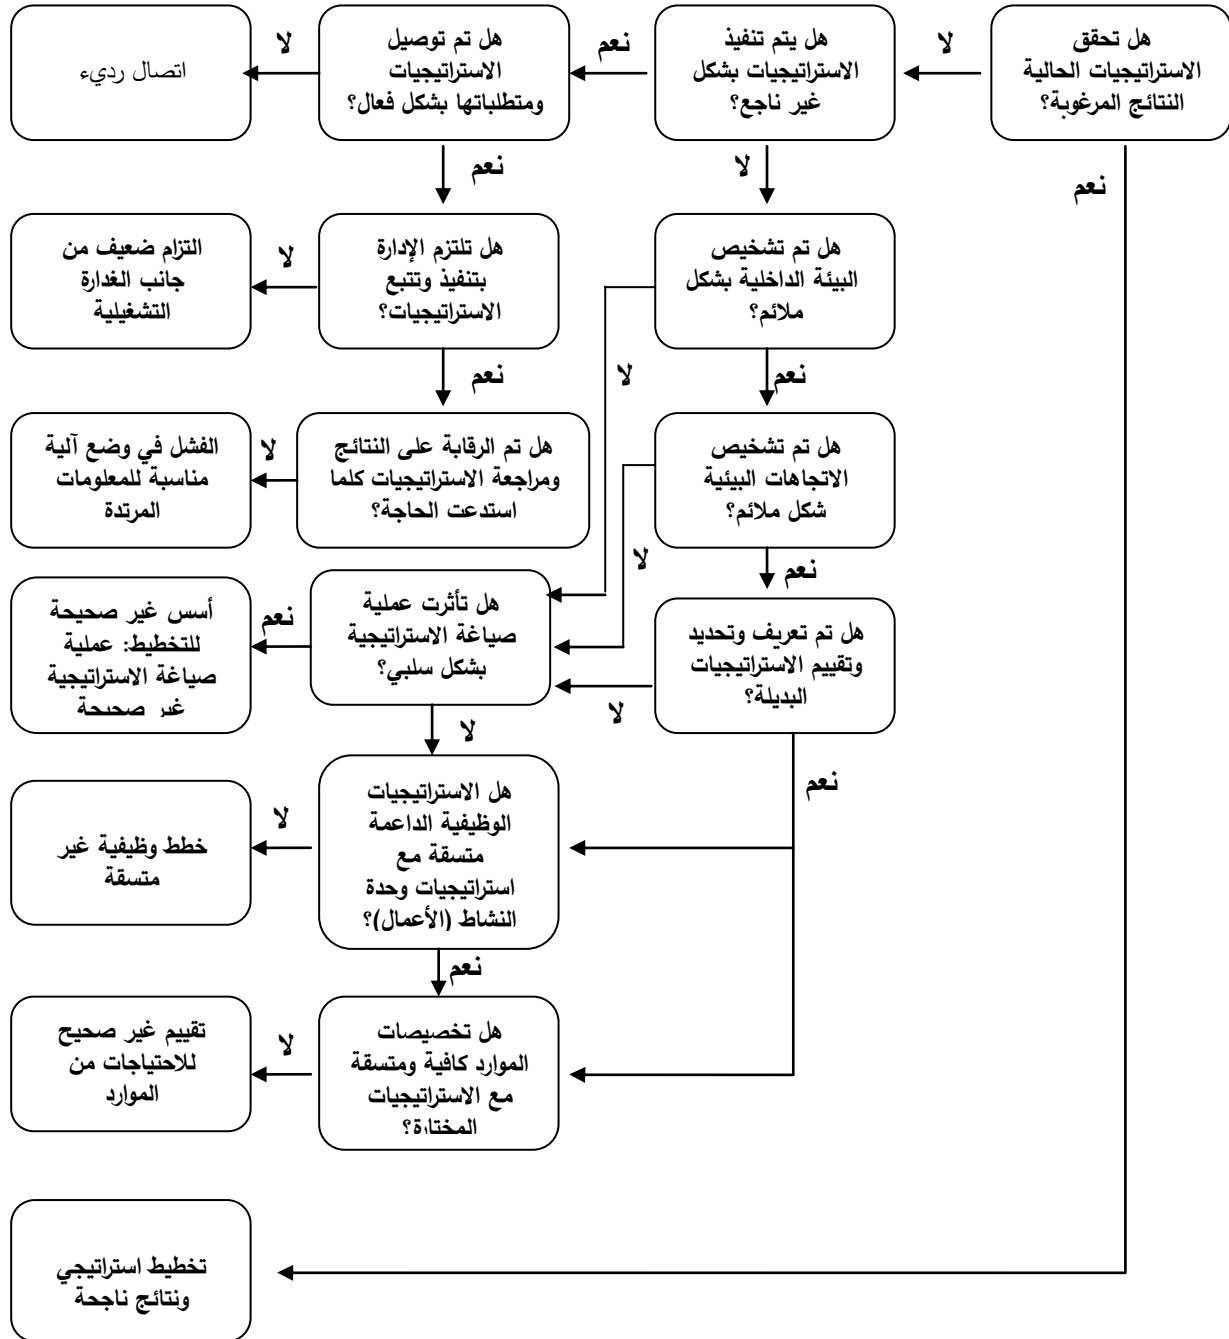 هل تحقق
الاستراتيجيات الحالية
النتائج المرغوبة؟
لا
هل يتم تنفيذ
الاستراتيجيات بشكل
غير ناجع؟
نعم
هل تم توصيل
الاستراتيجيات
ومتطلباتها بشكل فعال؟
لا
اتصال رديء
نعم
لا
نعم
هل تم تشخيص
البيئة الداخلية بشكل
ملائم؟
هل تلتزم الإدارة
بتنفيذ وتتبع
الاستراتيجيات؟
لا
التزام ضعيف من
جانب الغدارة
التشغيلية
نعم
لا
نعم
هل تم تشخيص
الاتجاهات البيئية
شكل ملائم؟
هل تم الرقابة على النتائج
ومراجعة الاستراتيجيات كلما
استدعت الحاجة؟
لا
الفشل في وضع آلية
مناسبة للمعلومات
المرتدة
نعم
لا
هل تم تعريف وتحديد
وتقييم الاستراتيجيات
البديلة؟
لا
هل تأثرت عملية
صياغة الاستراتيجية
بشكل سلبي؟
نعم
أسس غير صحيحة
للتخطيط: عملية
صياغة الاستراتيجية
غير صحيحة
نعم
لا
هل الاستراتيجيات
الوظيفية الداعمة
متسقة مع
استراتيجيات وحدة
النشاط (الأعمال)؟
لا
خطط وظيفية غير
متسقة
نعم
هل تخصيصات
الموارد كافية ومتسقة
مع الاستراتيجيات
المختارة؟
لا
تقييم غير صحيح
للاحتياجات من
الموارد
تخطيط استراتيجي
ونتائج ناجحة